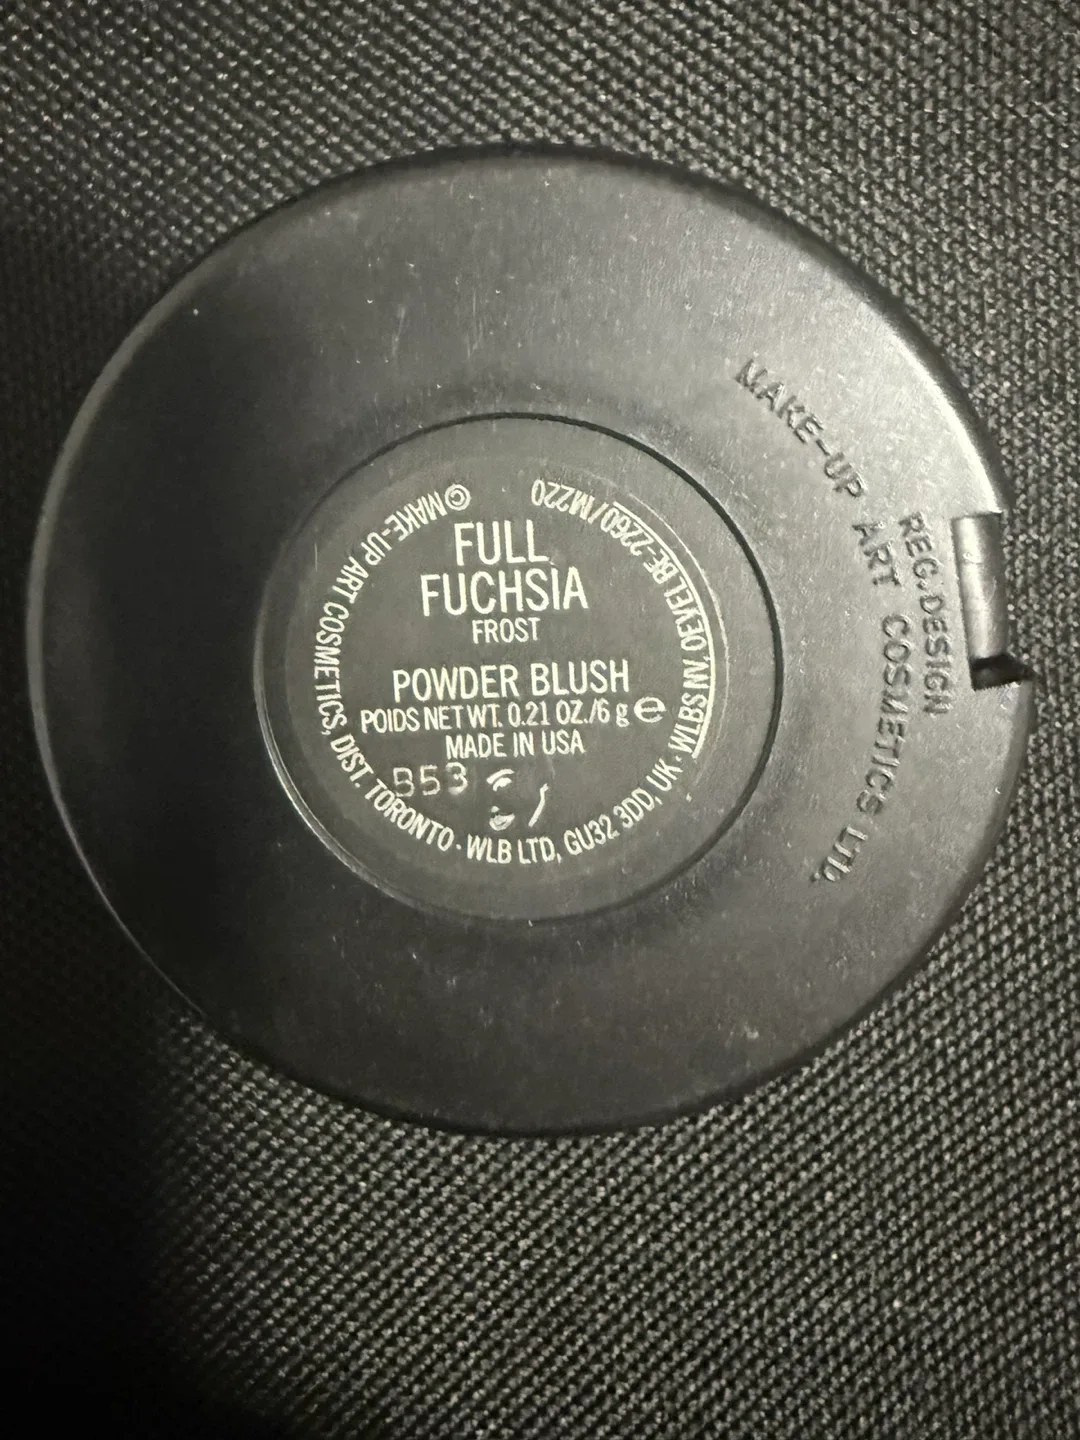 FULL
FUCHSIA
FROST
POWDER BLUSH
POIDS NET WT. 0.21 OZ./6 g e
MADE IN USA
B53
© MAKE-UP ART COSMETICS, DIST. TORONTO · WLB LTD, GU32 3DD, UK · WLBSNV, OEVEL BE-2260/M220
MAKE-UP ART COSMETICS LTD.
REG.DESIGN